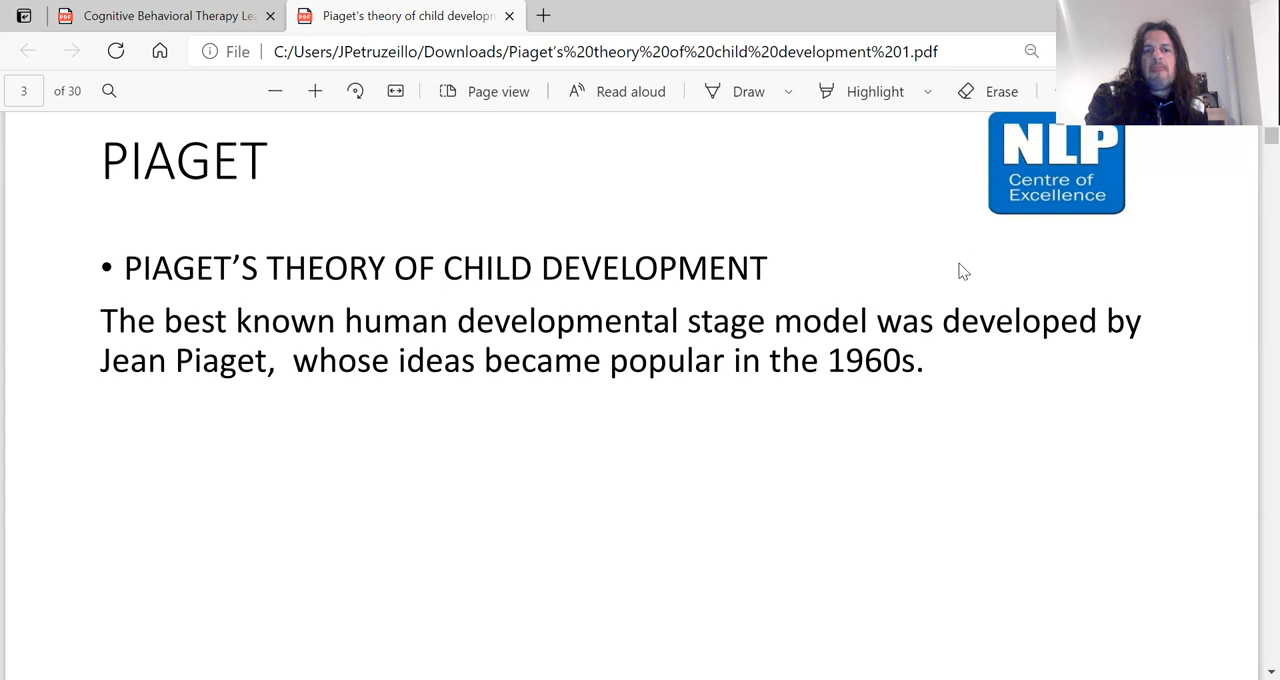 Cognitive Behavioral Therapy Le
Piaget's theory of child developn
File
C:/Users/JPetruzeillo/Downloads/Piaget's%20theory%20of%20child%20development%201.pdf
3
of 30
Page view
Read aloud
Draw
Highlight
Erase
PIAGET
NLP
Centre of
Excellence
• PIAGET'S THEORY OF CHILD DEVELOPMENT
The best known human developmental stage model was developed by
Jean Piaget,  whose ideas became popular in the 1960s.